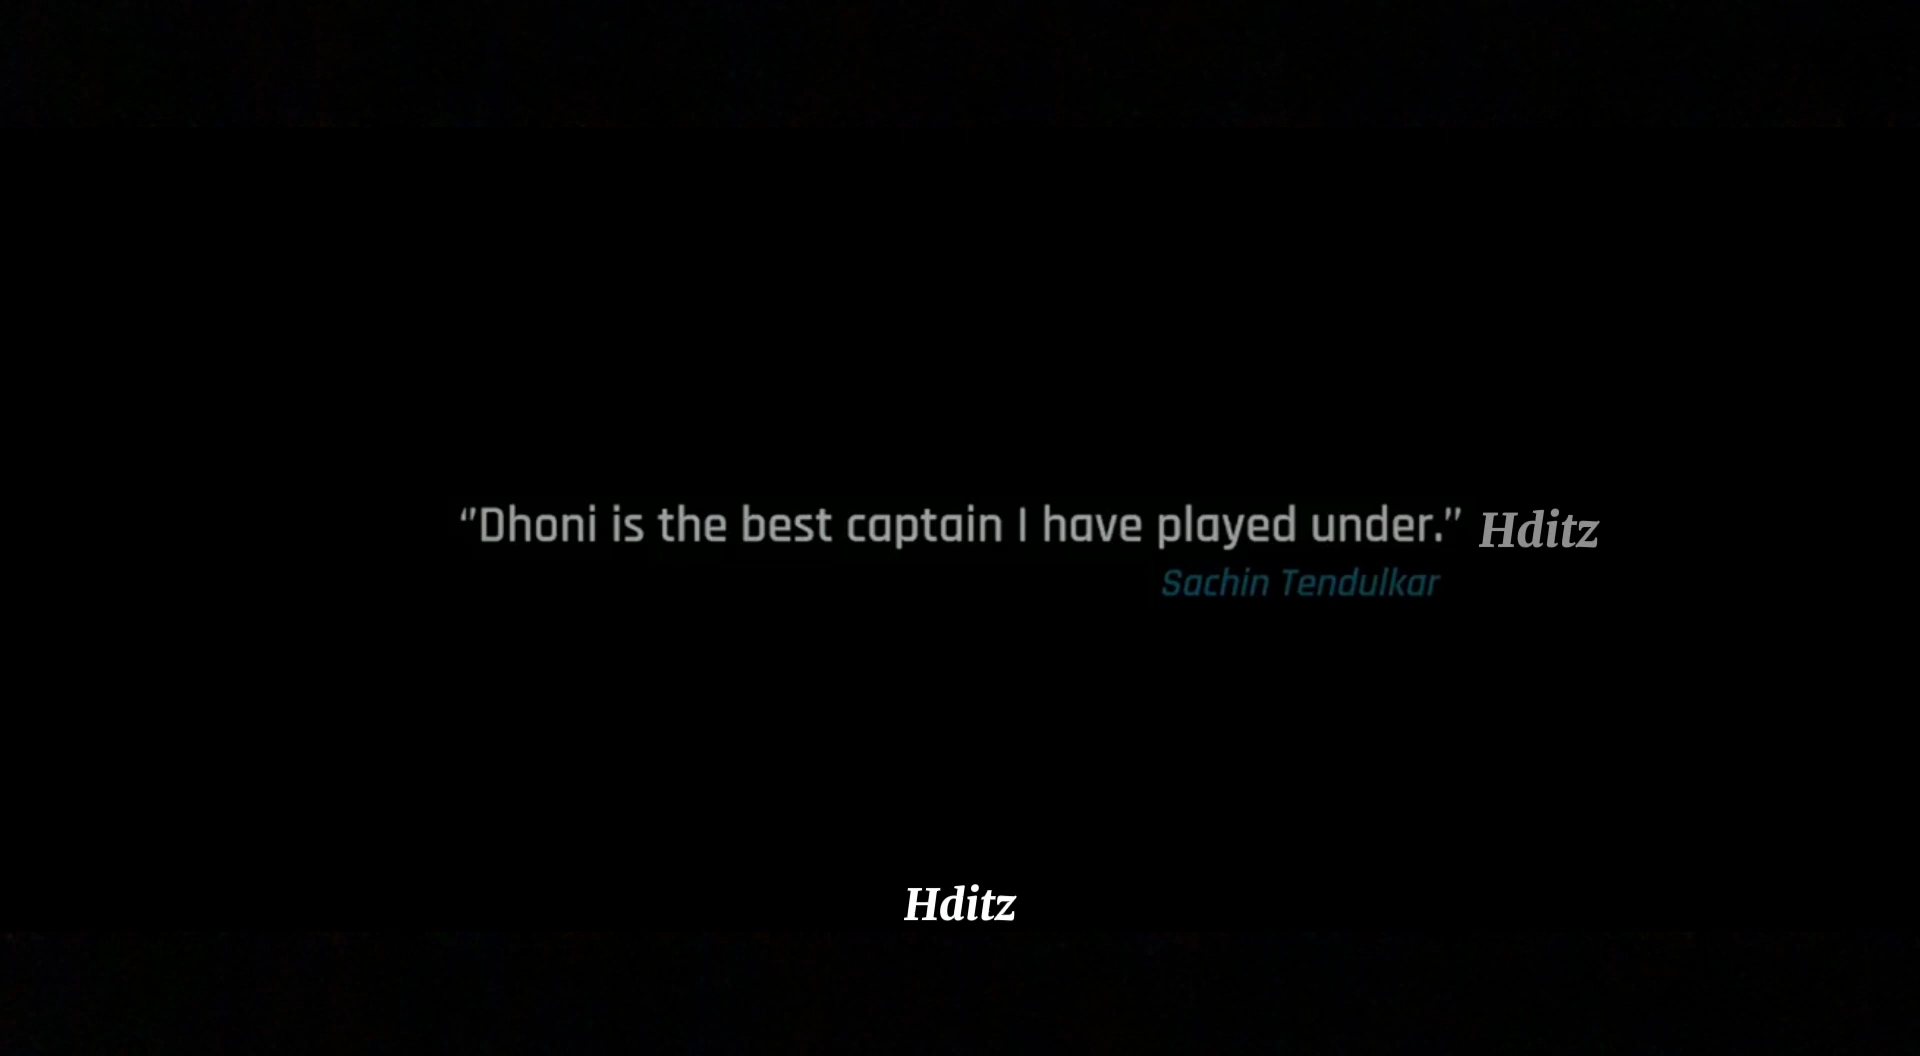 “Dhoni is the best captain I have played under.” Hditz
Sachin Tendulkar
Hditz